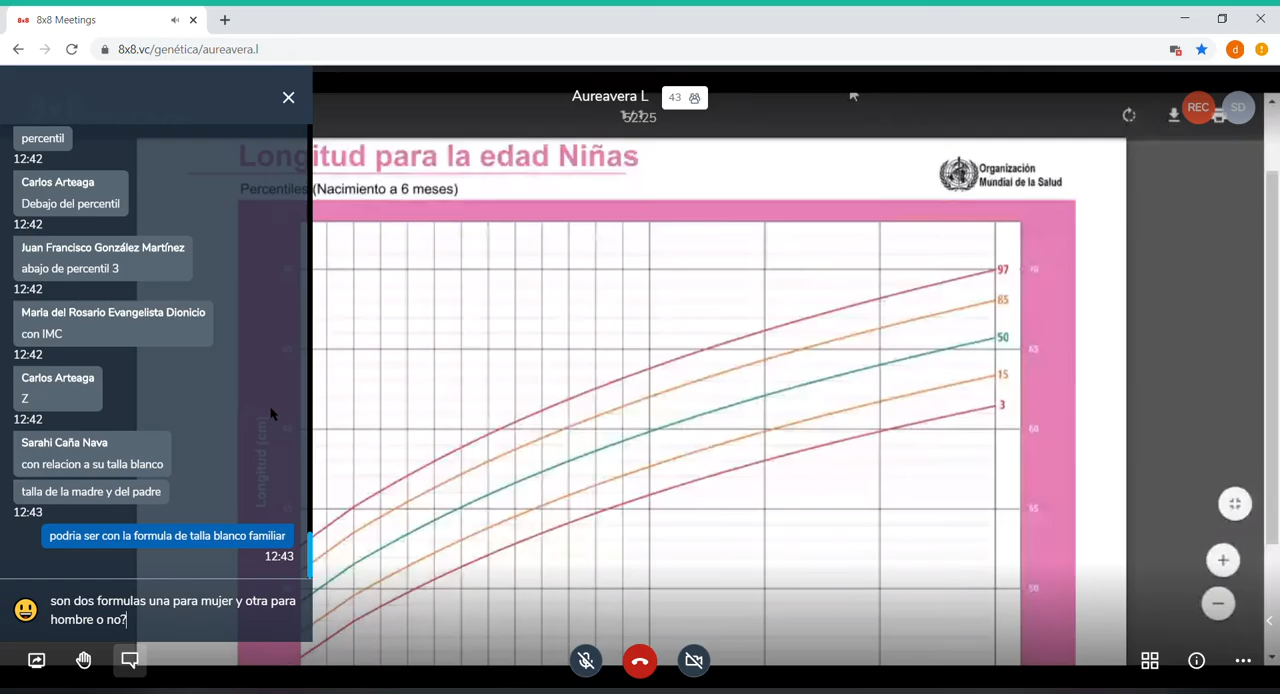 8x8 Meetings
8x8.vc/genética/aureavera.l
d
Aureavera L
43
52:25
REC
SD
percentil
12:42
Carlos Arteaga
Debajo del percentil
12:42
Juan Francisco González Martínez
abajo de percentil 3
12:42
Maria del Rosario Evangelista Dionicio
con IMC
12:42
Carlos Arteaga
Z
12:42
Sarahi Caña Nava
con relacion a su talla blanco
talla de la madre y del padre
12:43
podria ser con la formula de talla blanco familiar
12:43
son dos formulas una para mujer y otra para
hombre o no?
Longitud para la edad Niñas
Percentiles (Nacimiento a 6 meses)
Organización
Mundial de la Salud
Longitud (cm)
97
85
50
15
3
70
65
60